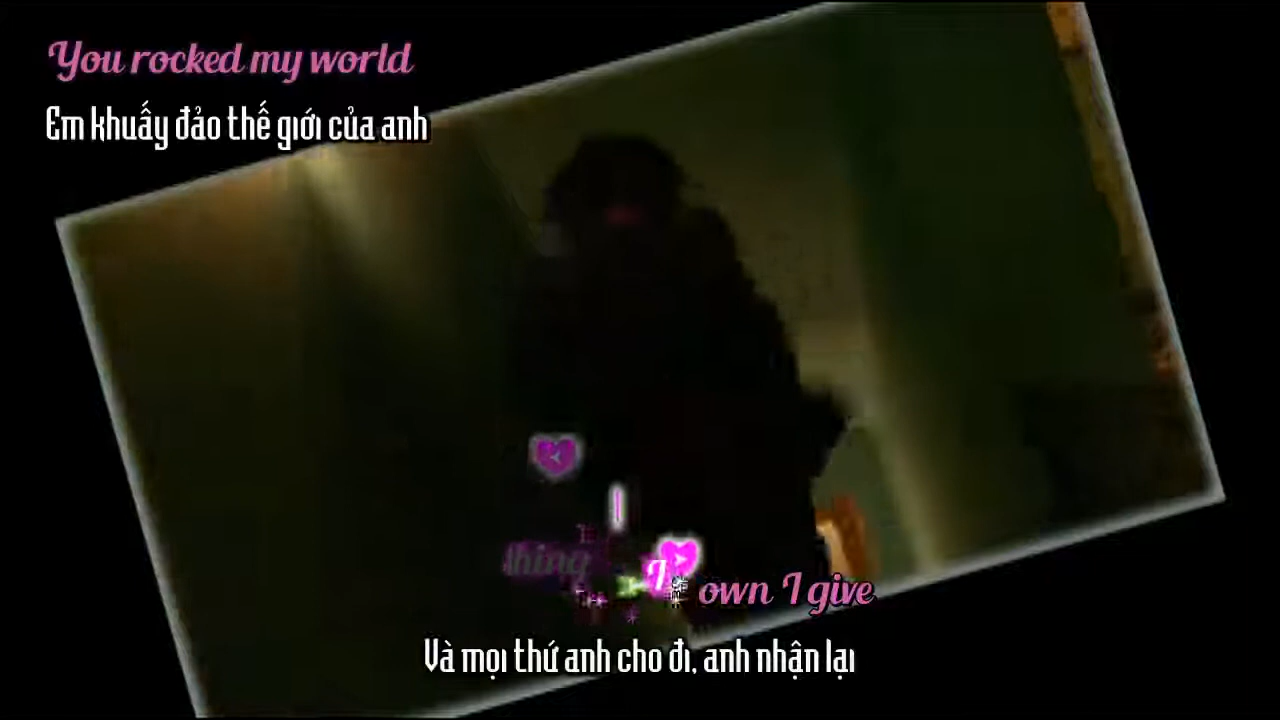 You rocked my world
Em khuấy đảo thế giới của anh
thing I own I give
Và mọi thứ anh cho đi, anh nhận lại